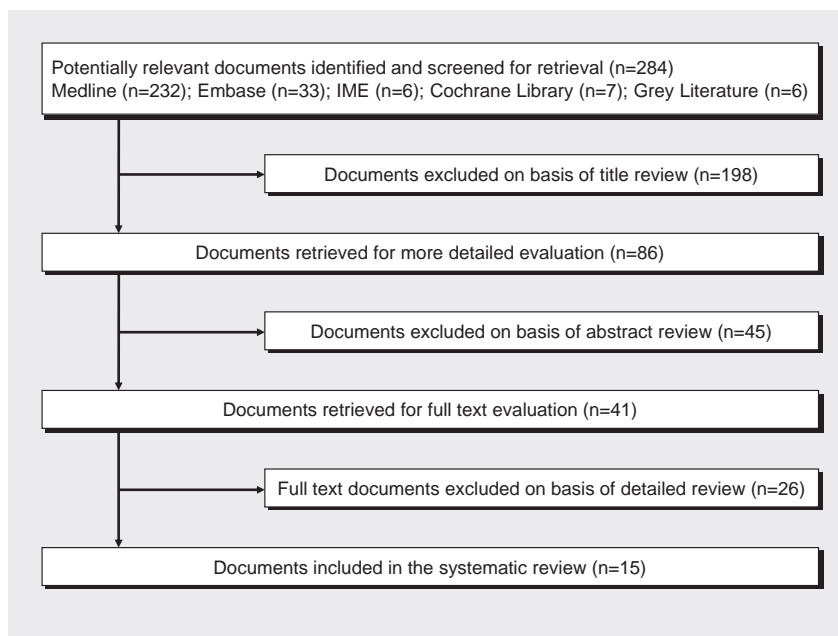 Potentially relevant documents identified and screened for retrieval (n=284)
Medline (n=232); Embase (n=33); IME (n=6); Cochrane Library (n=7); Grey Literature (n=6)
Documents excluded on basis of title review (n=198)
Documents retrieved for more detailed evaluation (n=86)
Documents excluded on basis of abstract review (n=45)
Documents retrieved for full text evaluation (n=41)
Full text documents excluded on basis of detailed review (n=26)
Documents included in the systematic review (n=15)